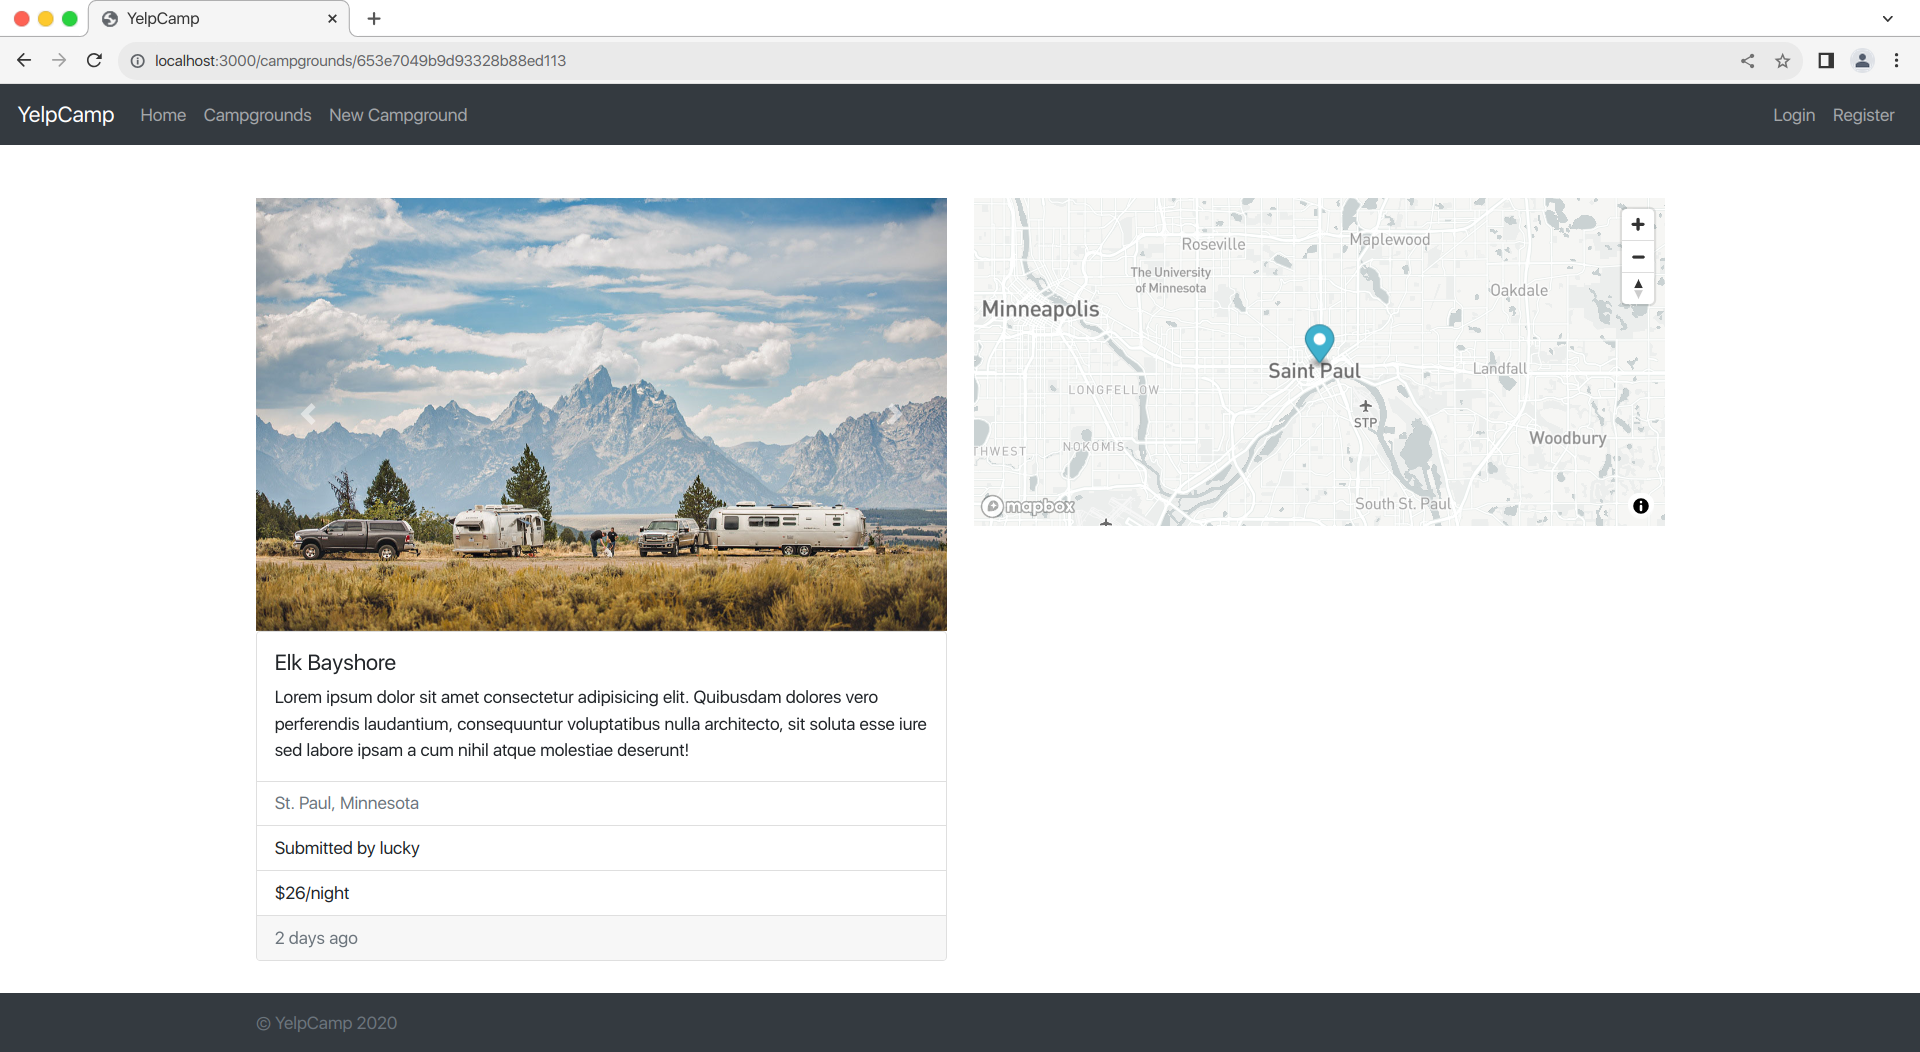 YelpCamp
localhost:3000/campgrounds/653e7049b9d93328b88ed113
YelpCamp Home Campgrounds New Campground Login Register
Roseville
Maplewood
The University
of Minnesota
Oakdale
Minneapolis
Saint Paul
Landfall
LONGFELLOW
STP
Woodbury
THWEST
NOKOMIS
South St. Paul
mapbox
Elk Bayshore
Lorem ipsum dolor sit amet consectetur adipisicing elit. Quibusdam dolores vero
perferendis laudantium, consequuntur voluptatibus nulla architecto, sit soluta esse iure
sed labore ipsam a cum nihil atque molestiae deserunt!
St. Paul, Minnesota
Submitted by lucky
$26/night
2 days ago
© YelpCamp 2020